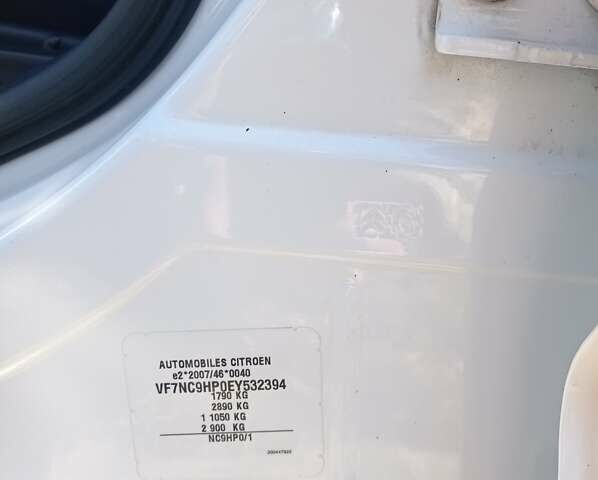 AUTOMOBILES CITROEN
e2*2007/46*0040
VF7NC9HP0EY532394
1790 KG
2890 KG
1 1050 KG
2 900 KG
NC9HP0/1